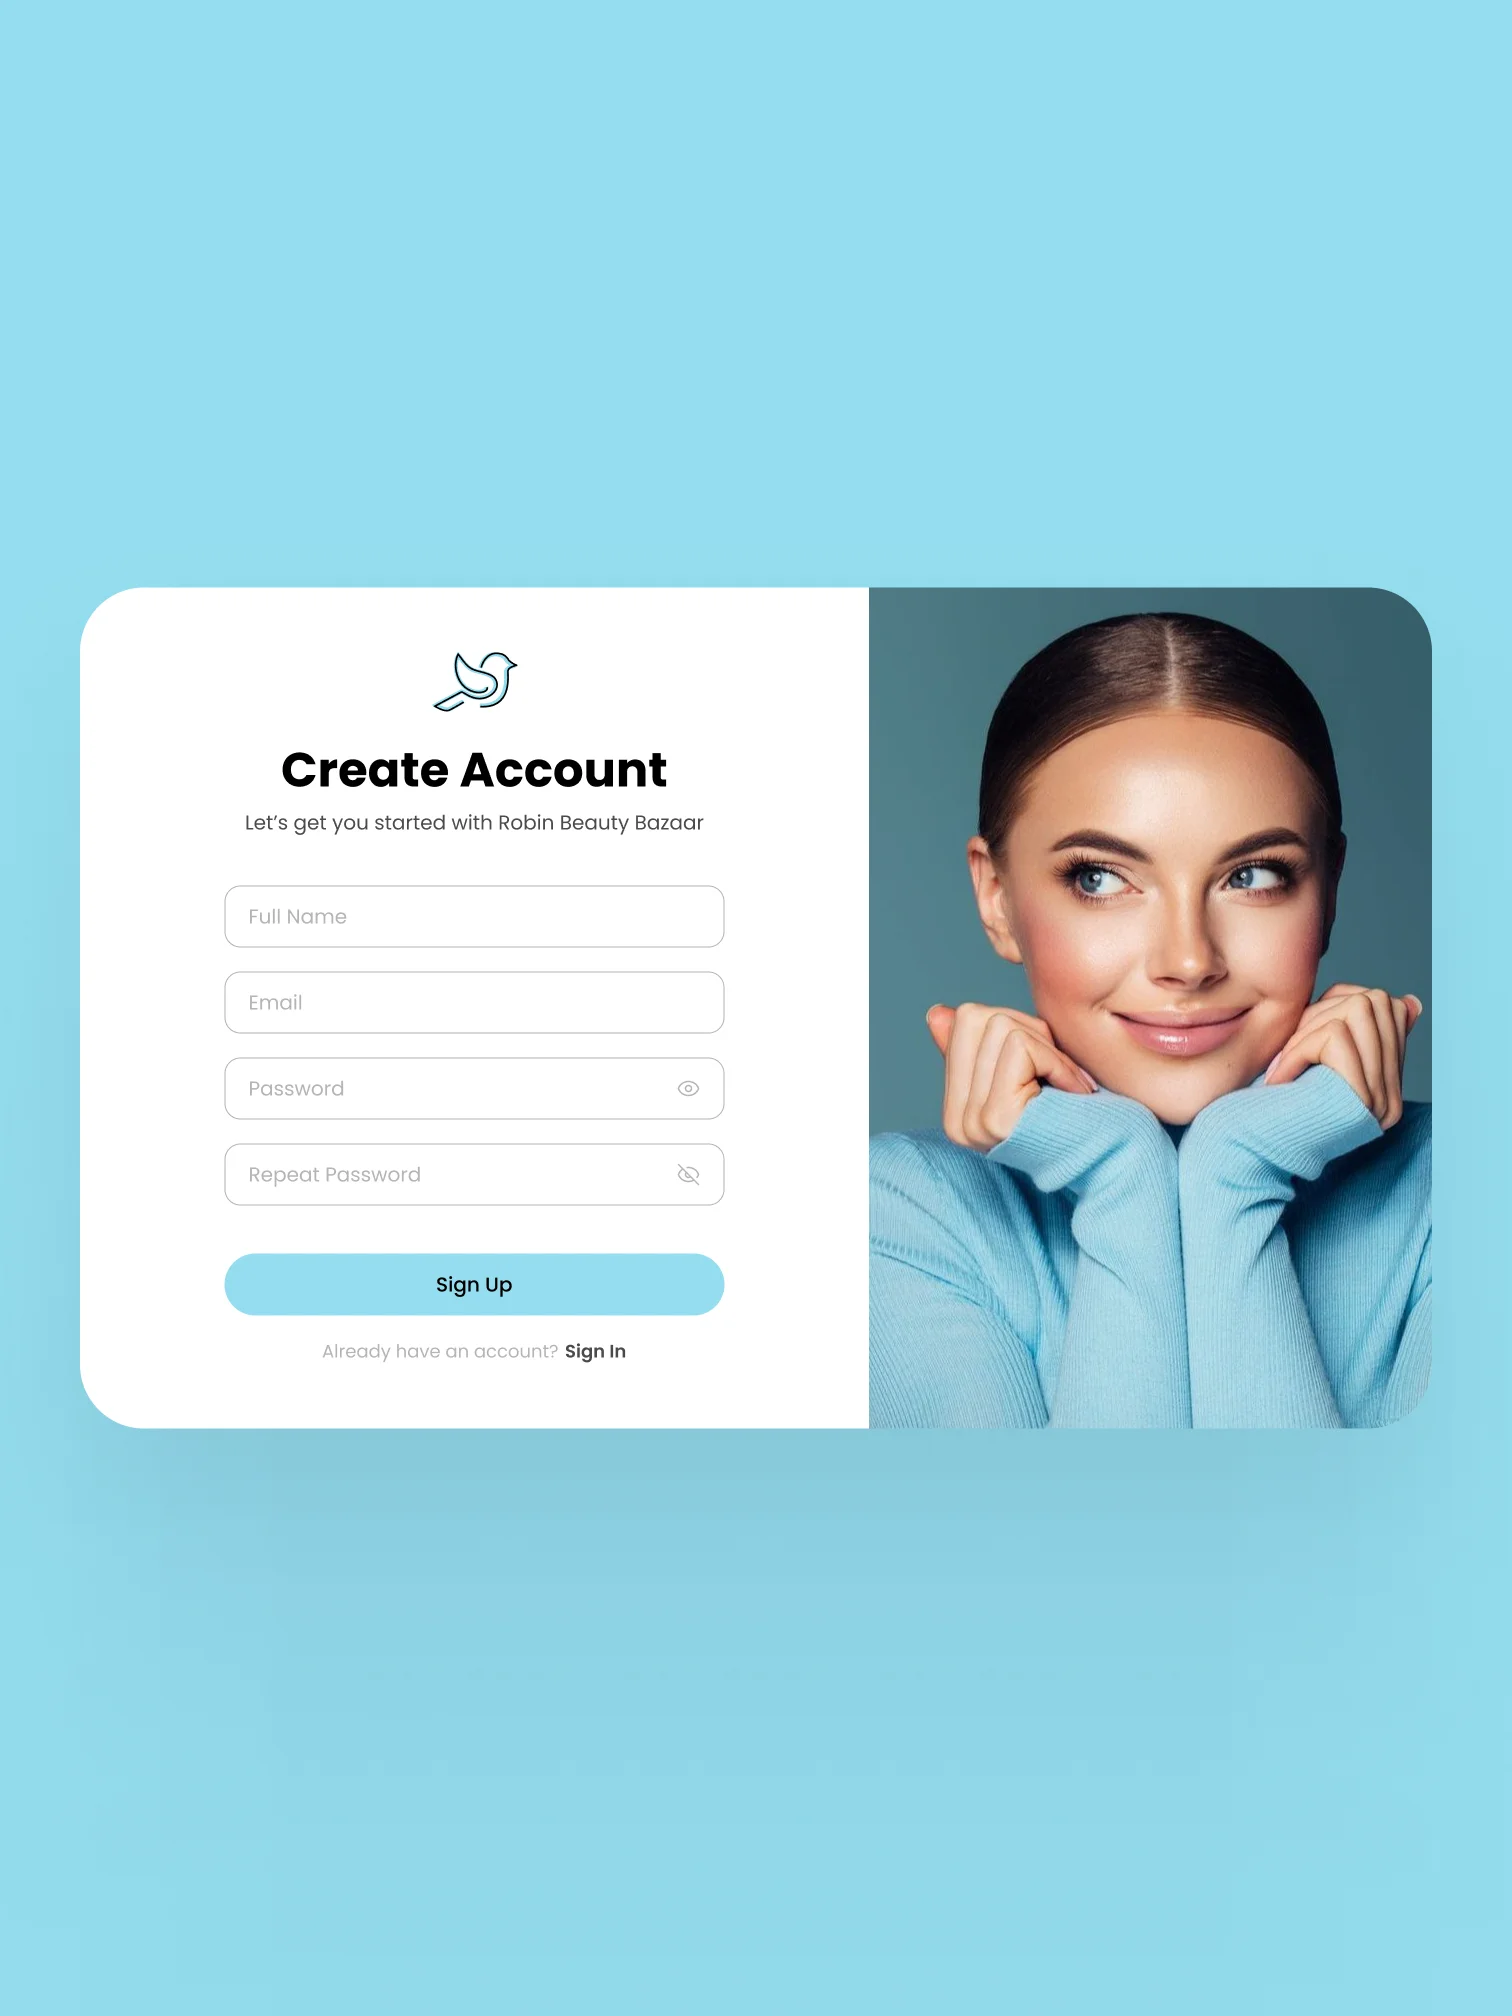 Create Account
Let’s get you started with Robin Beauty Bazaar
Full Name
Email
Password
Repeat Password
Sign Up
Already have an account? Sign In